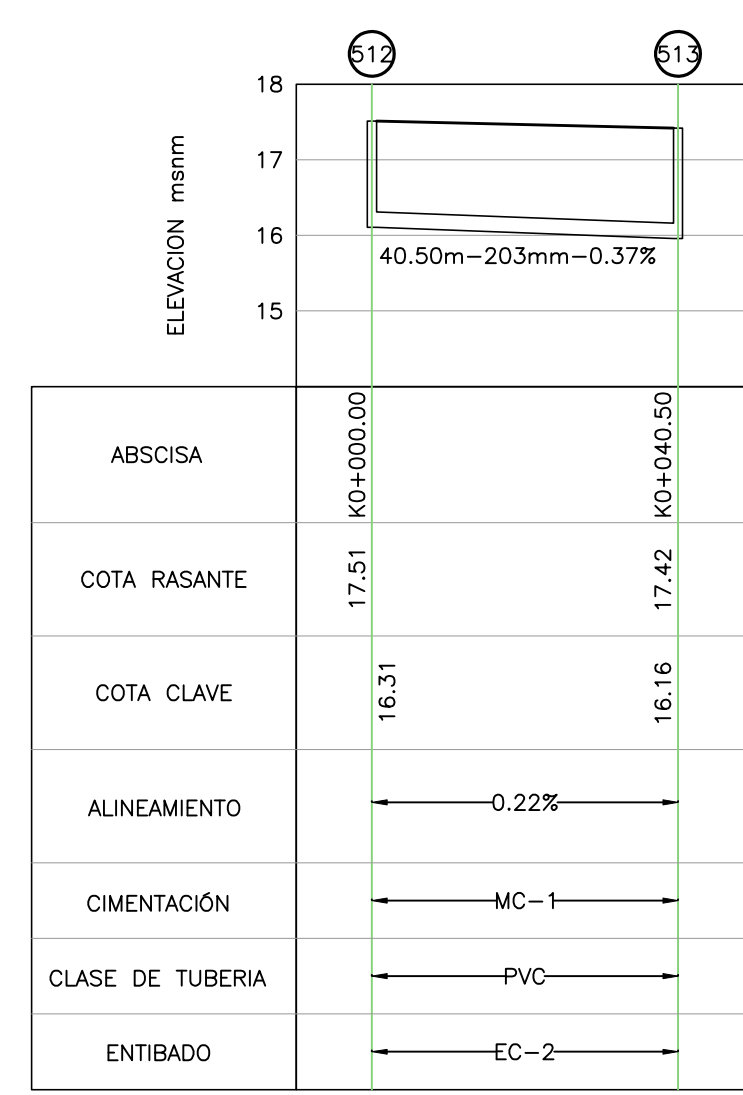 512 513
18
17
16
15
ELEVACION msnm
40.50m-203mm-0.37%
ABSCISA K0+000.00 K0+040.50
COTA RASANTE 17.51 17.42
COTA CLAVE 16.31 16.16
ALINEAMIENTO 0.22%
CIMENTACIÓN MC-1
CLASE DE TUBERIA PVC
ENTIBADO EC-2